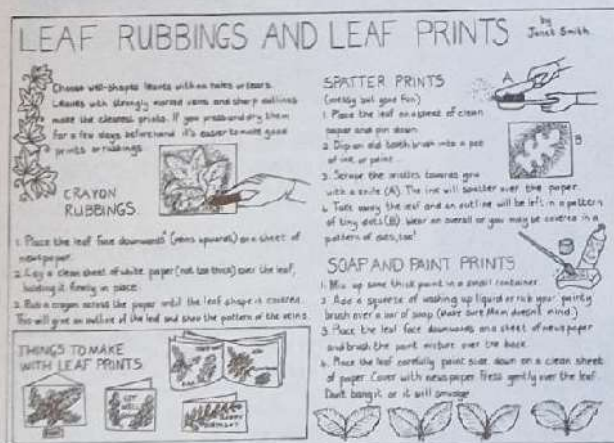 LEAF RUBBINGS AND LEAF PRINTS
by
Janet Smith
Choose well-shaped leaves with no holes or tears.
Leaves with strongly marked veins and sharp outlines
make the clearest prints. If you press and dry them
for a few days beforehand it's easier to make good
prints or rubbings.
CRAYON
RUBBINGS
1. Place the leaf face downwards (veins upwards) on a sheet of
newspaper.
2. Lay a clean sheet of white paper (not too thick) over the leaf,
holding it firmly in place.
3. Rub a crayon across the paper until the leaf shape is covered.
This will give an outline of the leaf and show the pattern of the veins.
THINGS TO MAKE
WITH LEAF PRINTS
GET
WELL
HAPPY
BIRTHDAY
SPATTER PRINTS
(messy but good fun)
1. Place the leaf on a sheet of clean
paper and pin down.
2. Dip an old tooth brush into a pot
of ink or paint.
3. Scrape the bristles towards you
with a knife (A). The ink will spatter over the paper.
4. Take away the leaf and an outline will be left in a pattern
of tiny dots (B). Wear an overall or you may be covered in a
pattern of dots, too!
A
B
SOAP AND PAINT PRINTS
1. Mix up some thick paint in a small container.
2. Add a squeeze of washing up liquid or rub your painty
brush over a bar of soap (Make sure Mum doesn't mind.)
3. Place the leaf face downwards on a sheet of newspaper
and brush the paint mixture over the back.
4. Place the leaf carefully paint side down on a clean sheet
of paper. Cover with newspaper. Press gently over the leaf.
Don't bang it or it will smudge